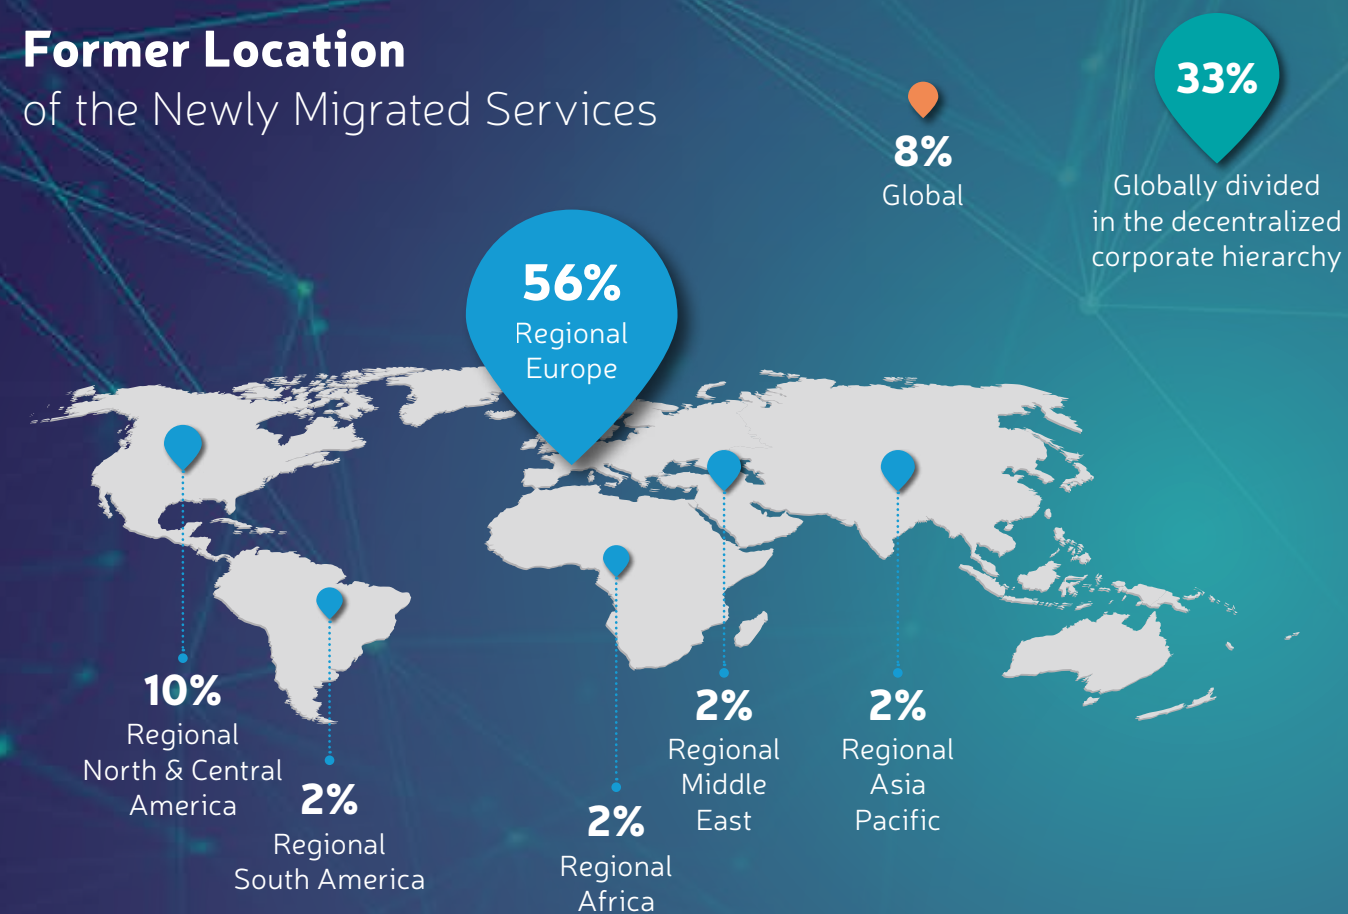 Former Location
of the Newly Migrated Services
8%
Global
33%
Globally divided
in the decentralized
corporate hierarchy
56%
Regional
Europe
10%
Regional
North & Central
America
2%
Regional
South America
2%
Regional
Africa
2%
Regional
Middle
East
2%
Regional
Asia
Pacific